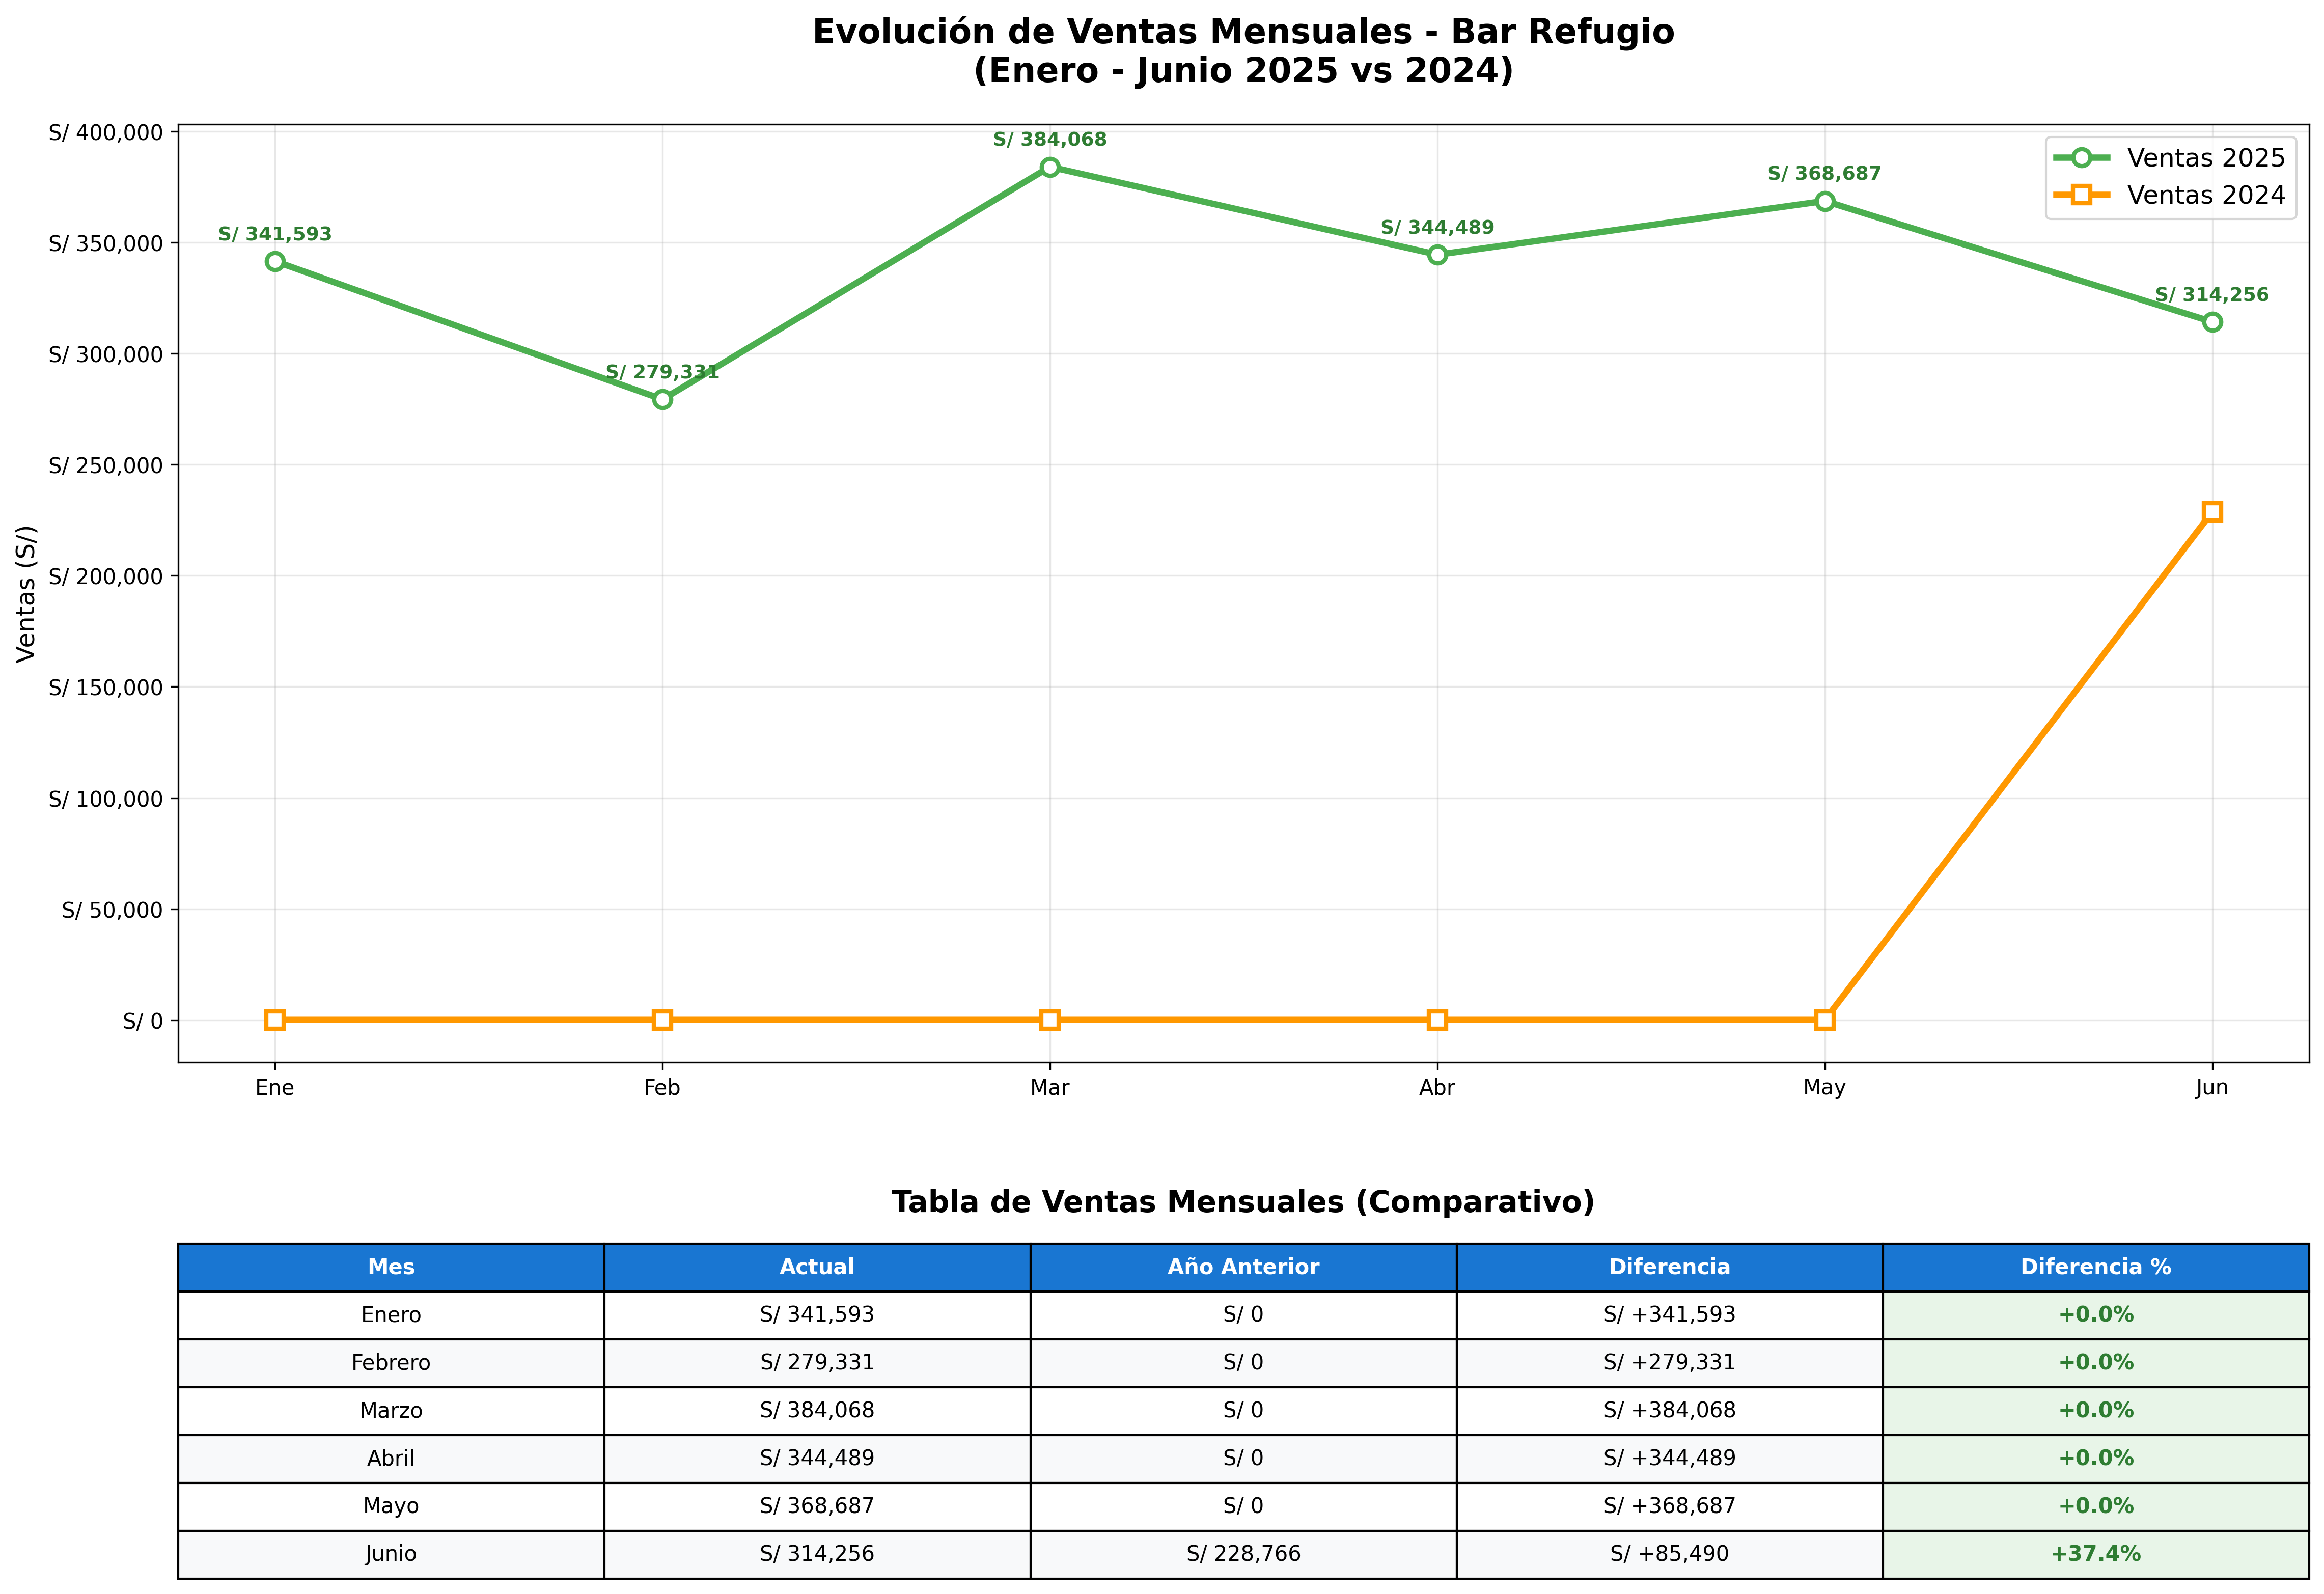 Evolución de Ventas Mensuales - Bar Refugio
(Enero - Junio 2025 vs 2024)
Ventas (S/)
S/ 400,000
S/ 350,000
S/ 300,000
S/ 250,000
S/ 200,000
S/ 150,000
S/ 100,000
S/ 50,000
S/ 0
S/ 341,593
S/ 279,331
S/ 384,068
S/ 344,489
S/ 368,687
S/ 314,256
Ventas 2025
Ventas 2024
Ene Feb Mar Abr May Jun
Tabla de Ventas Mensuales (Comparativo)
Mes Actual Año Anterior Diferencia Diferencia %
Enero S/ 341,593 S/ 0 S/ +341,593 +0.0%
Febrero S/ 279,331 S/ 0 S/ +279,331 +0.0%
Marzo S/ 384,068 S/ 0 S/ +384,068 +0.0%
Abril S/ 344,489 S/ 0 S/ +344,489 +0.0%
Mayo S/ 368,687 S/ 0 S/ +368,687 +0.0%
Junio S/ 314,256 S/ 228,766 S/ +85,490 +37.4%